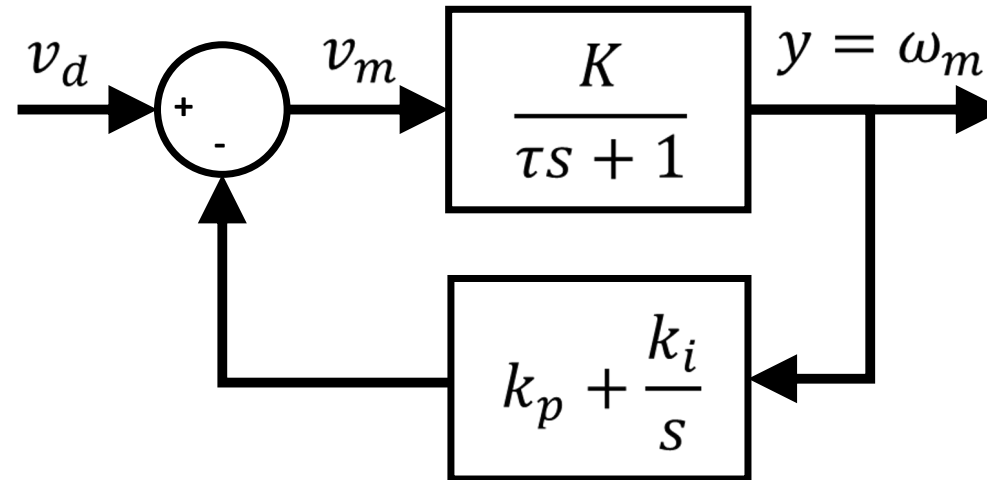 v_d
+
-
v_m
K
τs + 1
y = ω_m
k_p + k_i
s